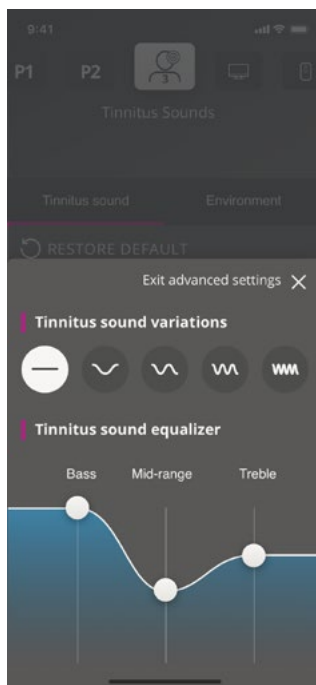 9:41
P1 P2 3
Tinnitus Sounds
Tinnitus sound Environment
RESTORE DEFAULT
Exit advanced settings
Tinnitus sound variations
Tinnitus sound equalizer
Bass Mid-range Treble